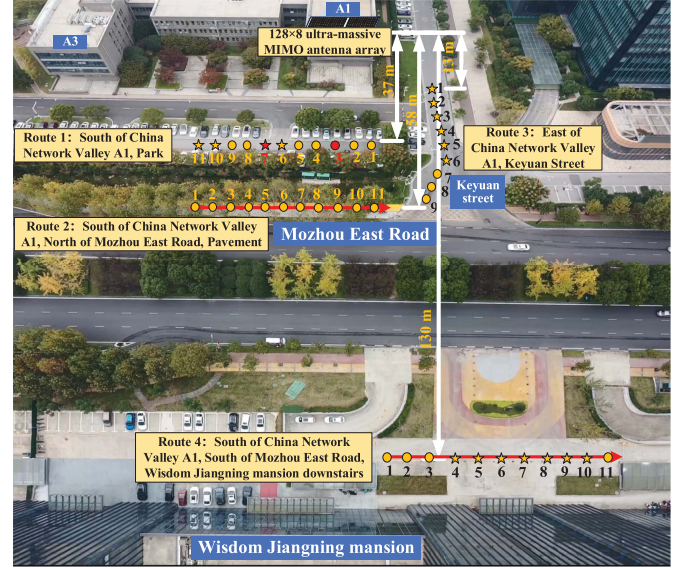 A1
A3
128×8 ultra-massive
MIMO antenna array
13 m
37 m
58 m
1
2
3
4
5
6
7
8
9
Route 1: South of China
Network Valley A1, Park
11 10 9 8 7 6 5 4 3 2 1
Route 3: East of
China Network Valley
A1, Keyuan Street
Keyuan
street
1 2 3 4 5 6 7 8 9 10 11
Route 2: South of China Network Valley
A1, North of Mozhou East Road, Pavement
Mozhou East Road
130 m
Route 4: South of China Network
Valley A1, South of Mozhou East Road,
Wisdom Jiangning mansion downstairs
1 2 3 4 5 6 7 8 9 10 11
Wisdom Jiangning mansion